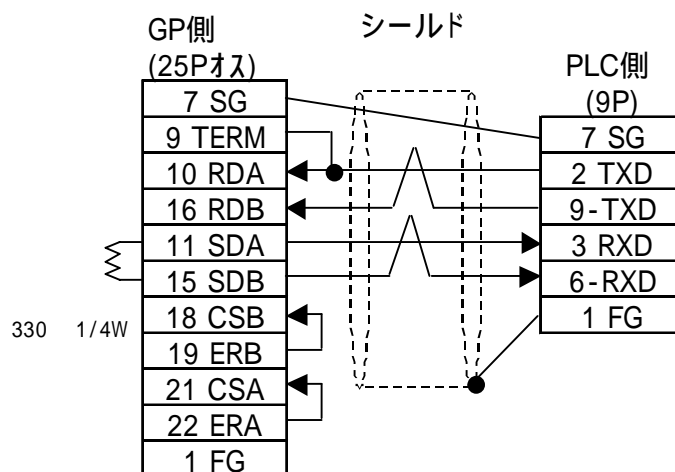 GP側
(25Pｵｽ)
シールド
PLC側
(9P)
7 SG
9 TERM
10 RDA
16 RDB
11 SDA
15 SDB
18 CSB
19 ERB
21 CSA
22 ERA
1 FG
7 SG
2 TXD
9-TXD
3 RXD
6-RXD
1 FG
330 1/4W